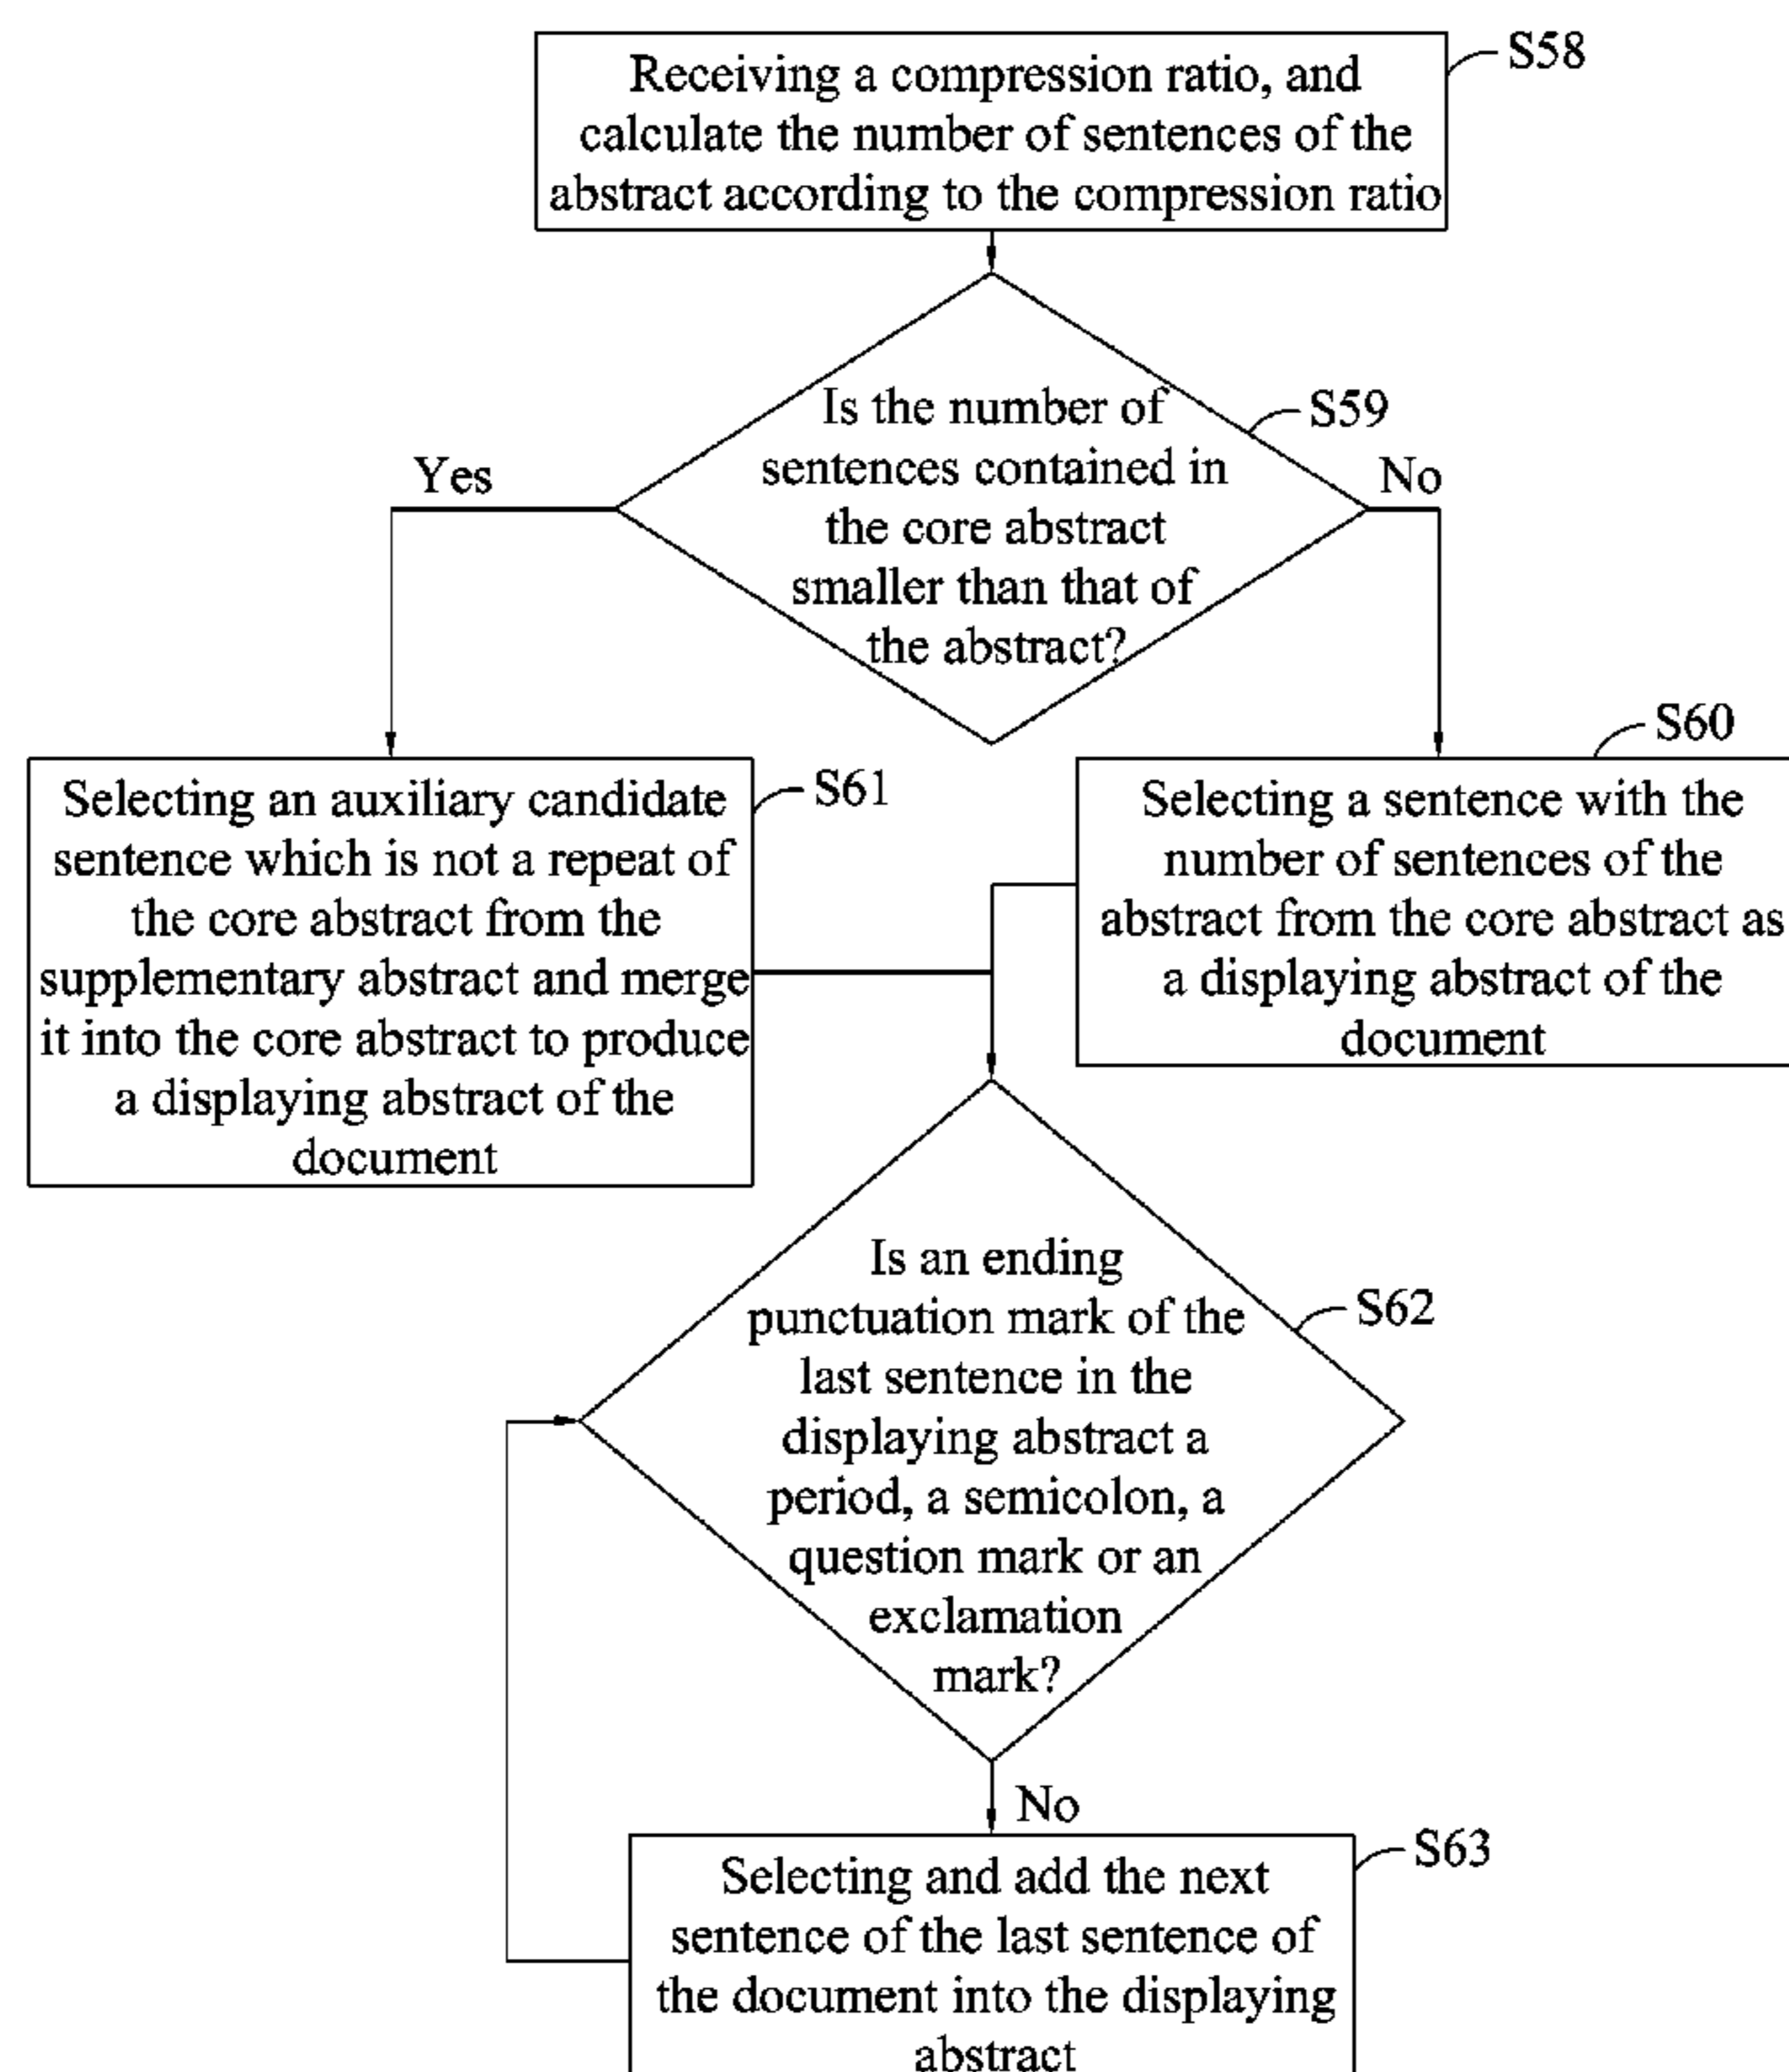 S58
Receiving a compression ratio, and
calculate the number of sentences of the
abstract according to the compression ratio
Is the number of
sentences contained in
the core abstract
smaller than that of
the abstract?
S59
Yes
No
S61
Selecting an auxiliary candidate
sentence which is not a repeat of
the core abstract from the
supplementary abstract and merge
it into the core abstract to produce
a displaying abstract of the
document
S60
Selecting a sentence with the
number of sentences of the
abstract from the core abstract as
a displaying abstract of the
document
Is an ending
punctuation mark of the
last sentence in the
displaying abstract a
period, a semicolon, a
question mark or an
exclamation
mark?
S62
No
S63
Selecting and add the next
sentence of the last sentence of
the document into the displaying
abstract